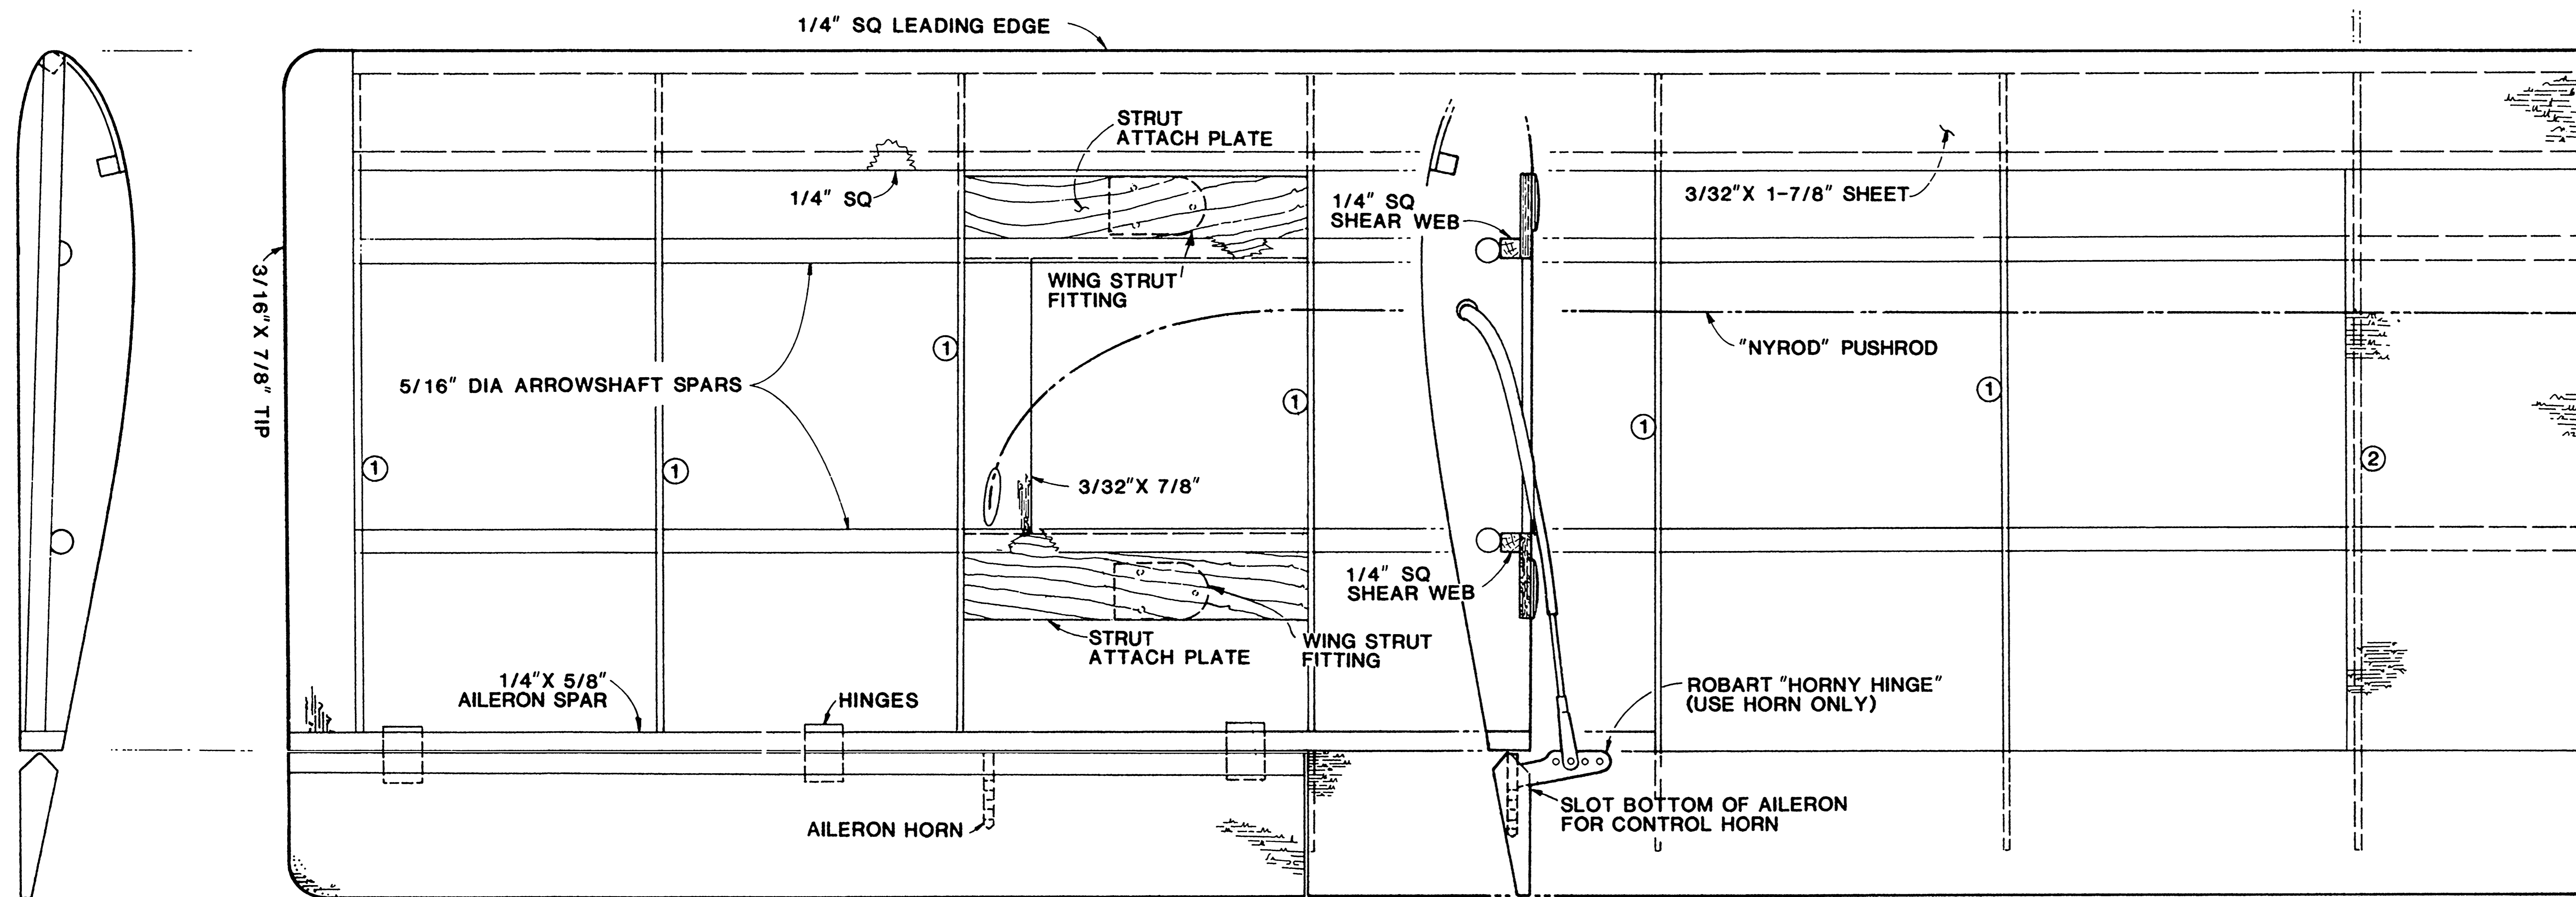 1/4" SQ LEADING EDGE
STRUT
ATTACH PLATE
1/4" SQ
1/4" SQ
SHEAR WEB
3/32"X 1-7/8" SHEET
3/16"X 7/8" TIP
WING STRUT
FITTING
1
"NYROD" PUSHROD
5/16" DIA ARROWSHAFT SPARS
1
1
1
1
1
2
3/32"X 7/8"
1/4" SQ
SHEAR WEB
STRUT
ATTACH PLATE
WING STRUT
FITTING
1/4"X 5/8"
AILERON SPAR
HINGES
ROBART "HORNY HINGE"
(USE HORN ONLY)
AILERON HORN
SLOT BOTTOM OF AILERON
FOR CONTROL HORN